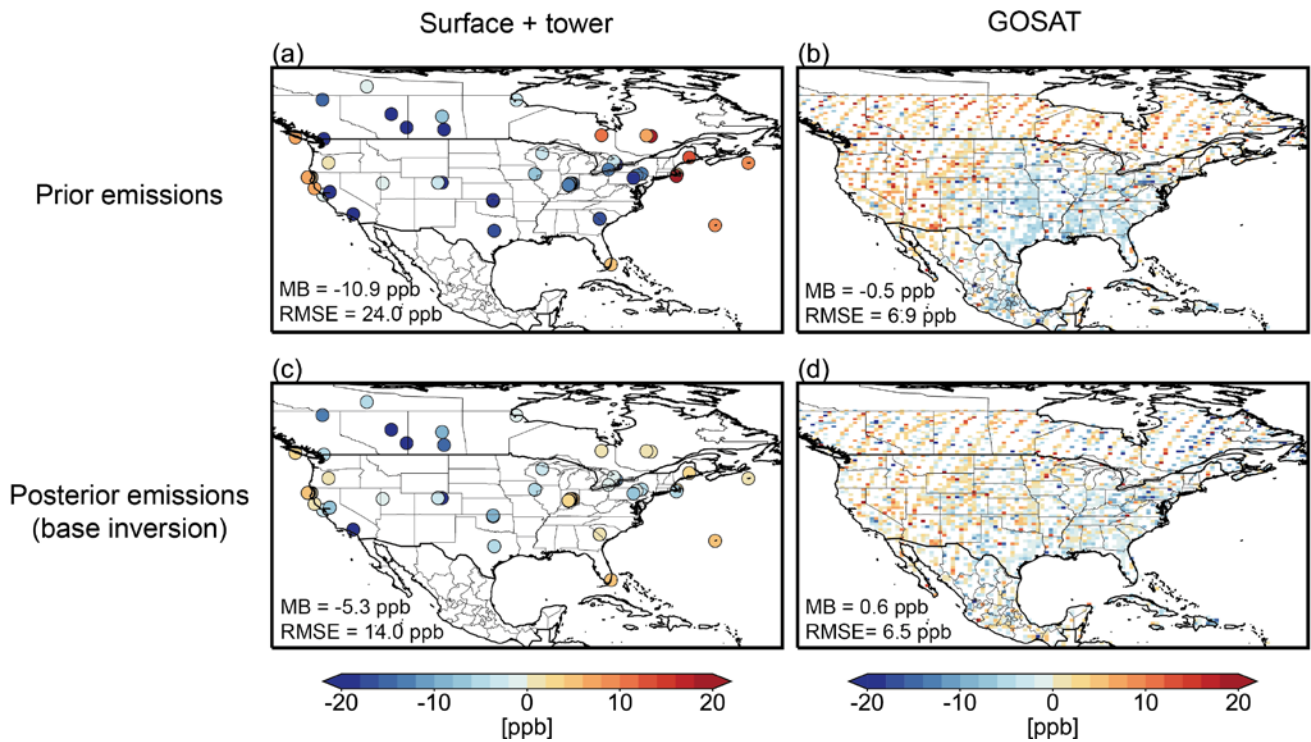 Surface + tower
GOSAT
(a)
(b)
Prior emissions
MB = -10.9 ppb
RMSE = 24.0 ppb
MB = -0.5 ppb
RMSE = 6.9 ppb
(c)
(d)
Posterior emissions
(base inversion)
MB = -5.3 ppb
RMSE = 14.0 ppb
MB = 0.6 ppb
RMSE= 6.5 ppb
-20 -10 0 10 20
[ppb]
-20 -10 0 10 20
[ppb]